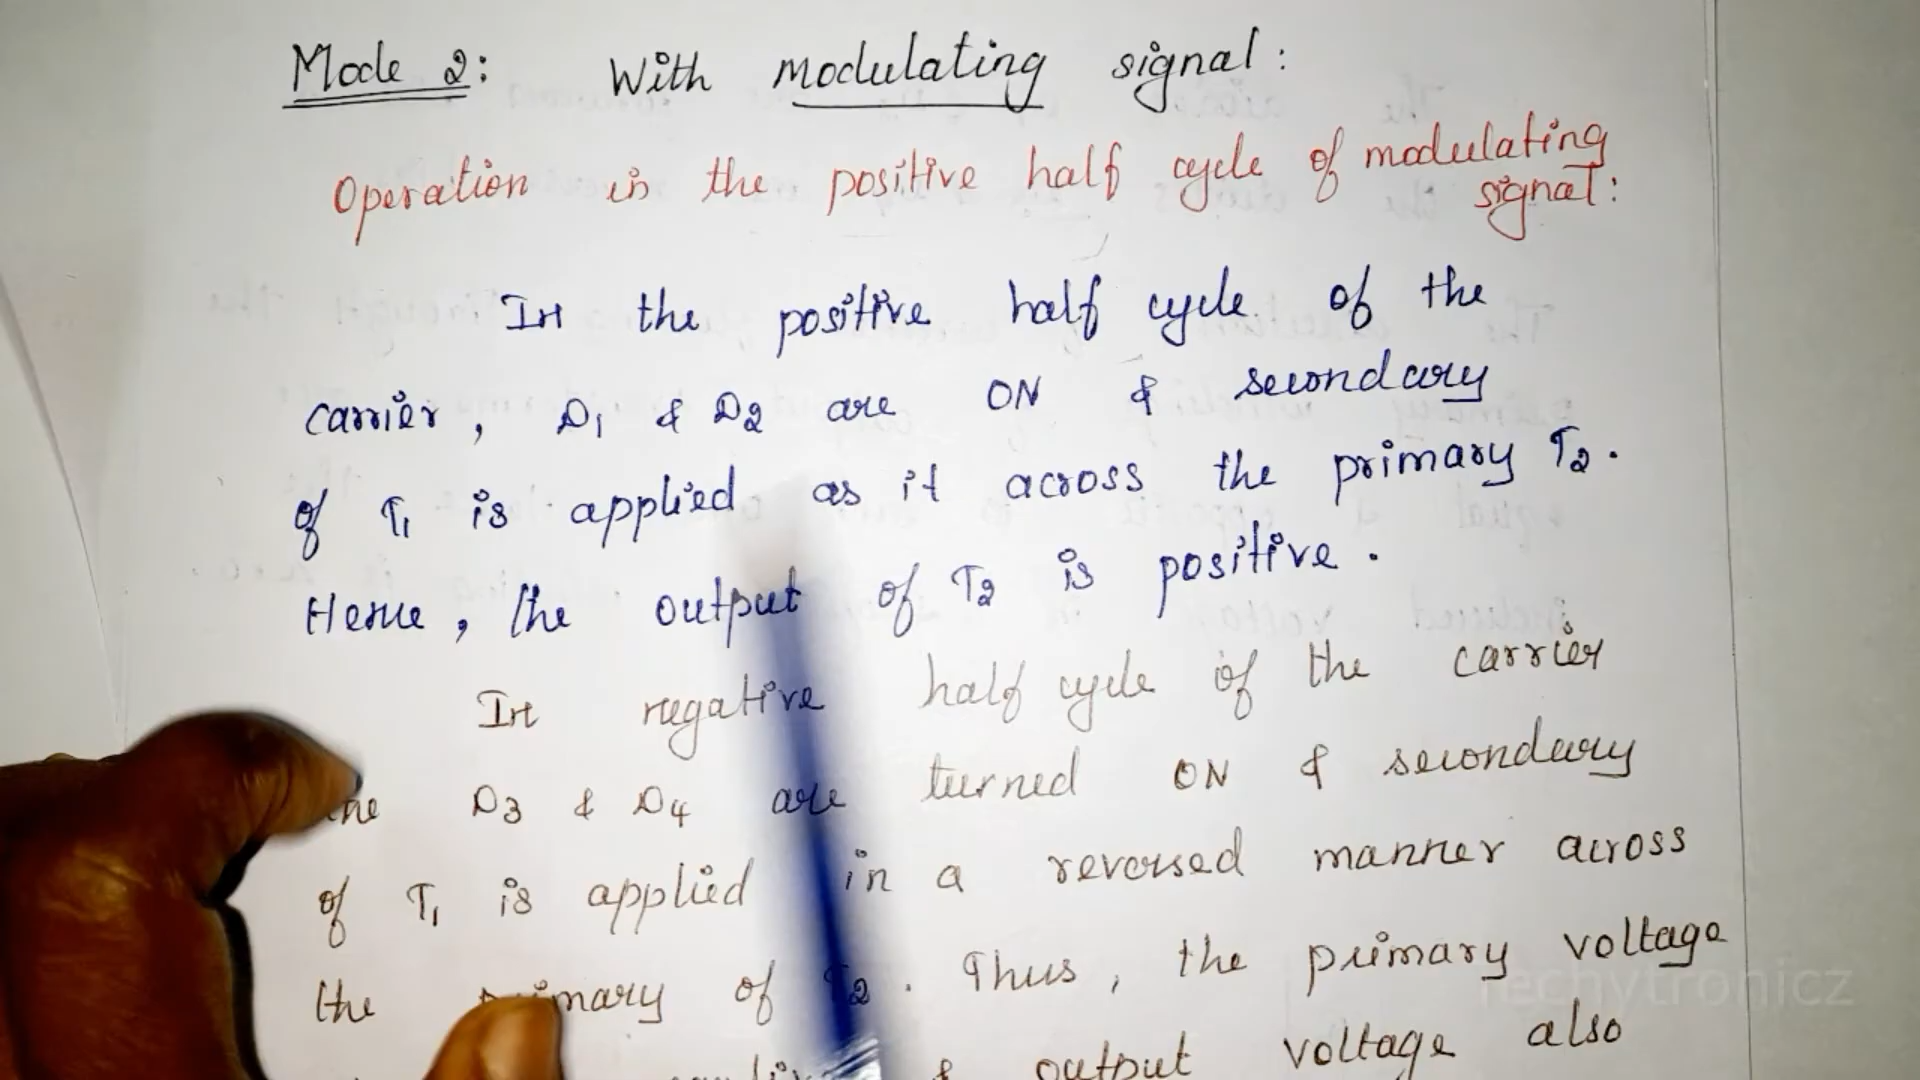 Mode 2: With modulating signal:
Operation in the positive half cycle of modulating
signal:
In the positive half cycle of the
carrier, D1 & D2 are ON & secondary
of T1 is applied as it across the primary T2.
Hence, the output of T2 is positive.
In negative half cycle of the carrier
the D3 & D4 are turned ON & secondary
of T1 is applied in a reversed manner across
the primary of T2. Thus, the primary voltage
& output voltage also
techytronicz